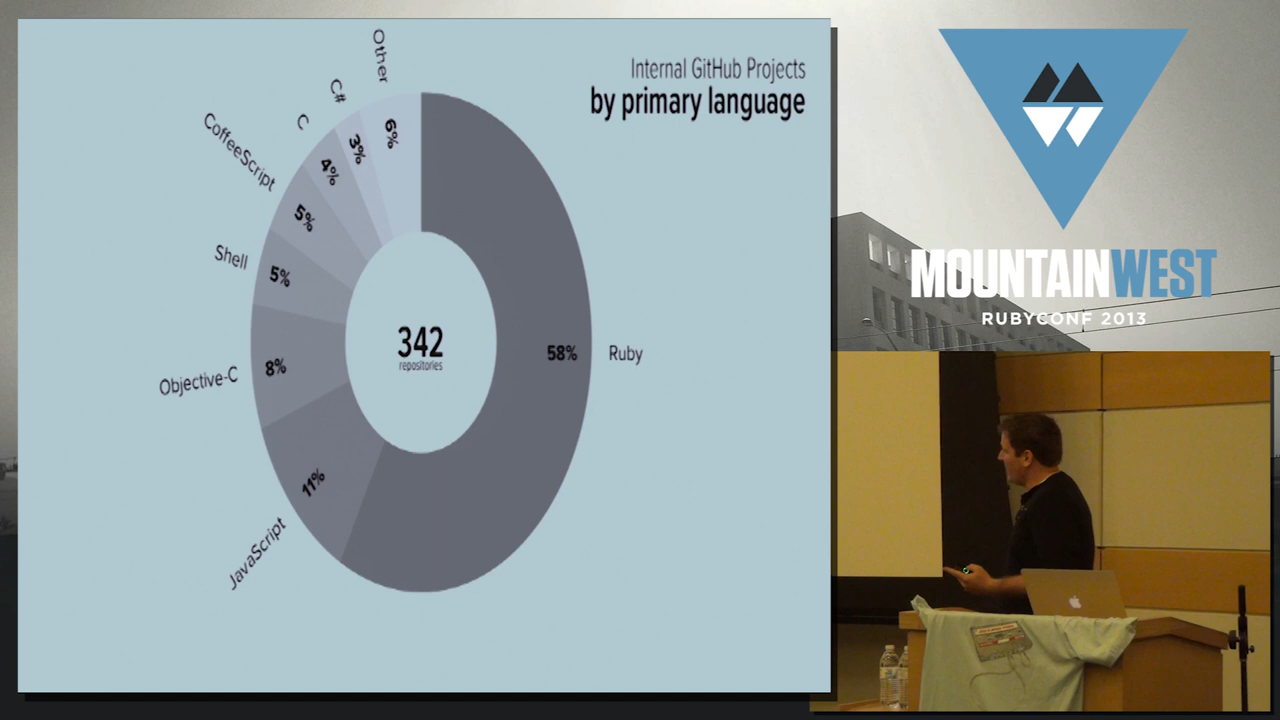 Internal GitHub Projects
by primary language
Other
C#
C
CoffeeScript
Shell
Objective-C
JavaScript
Ruby
6%
3%
4%
5%
5%
8%
11%
58%
342
repositories
MOUNTAINWEST
RUBYCONF 2013